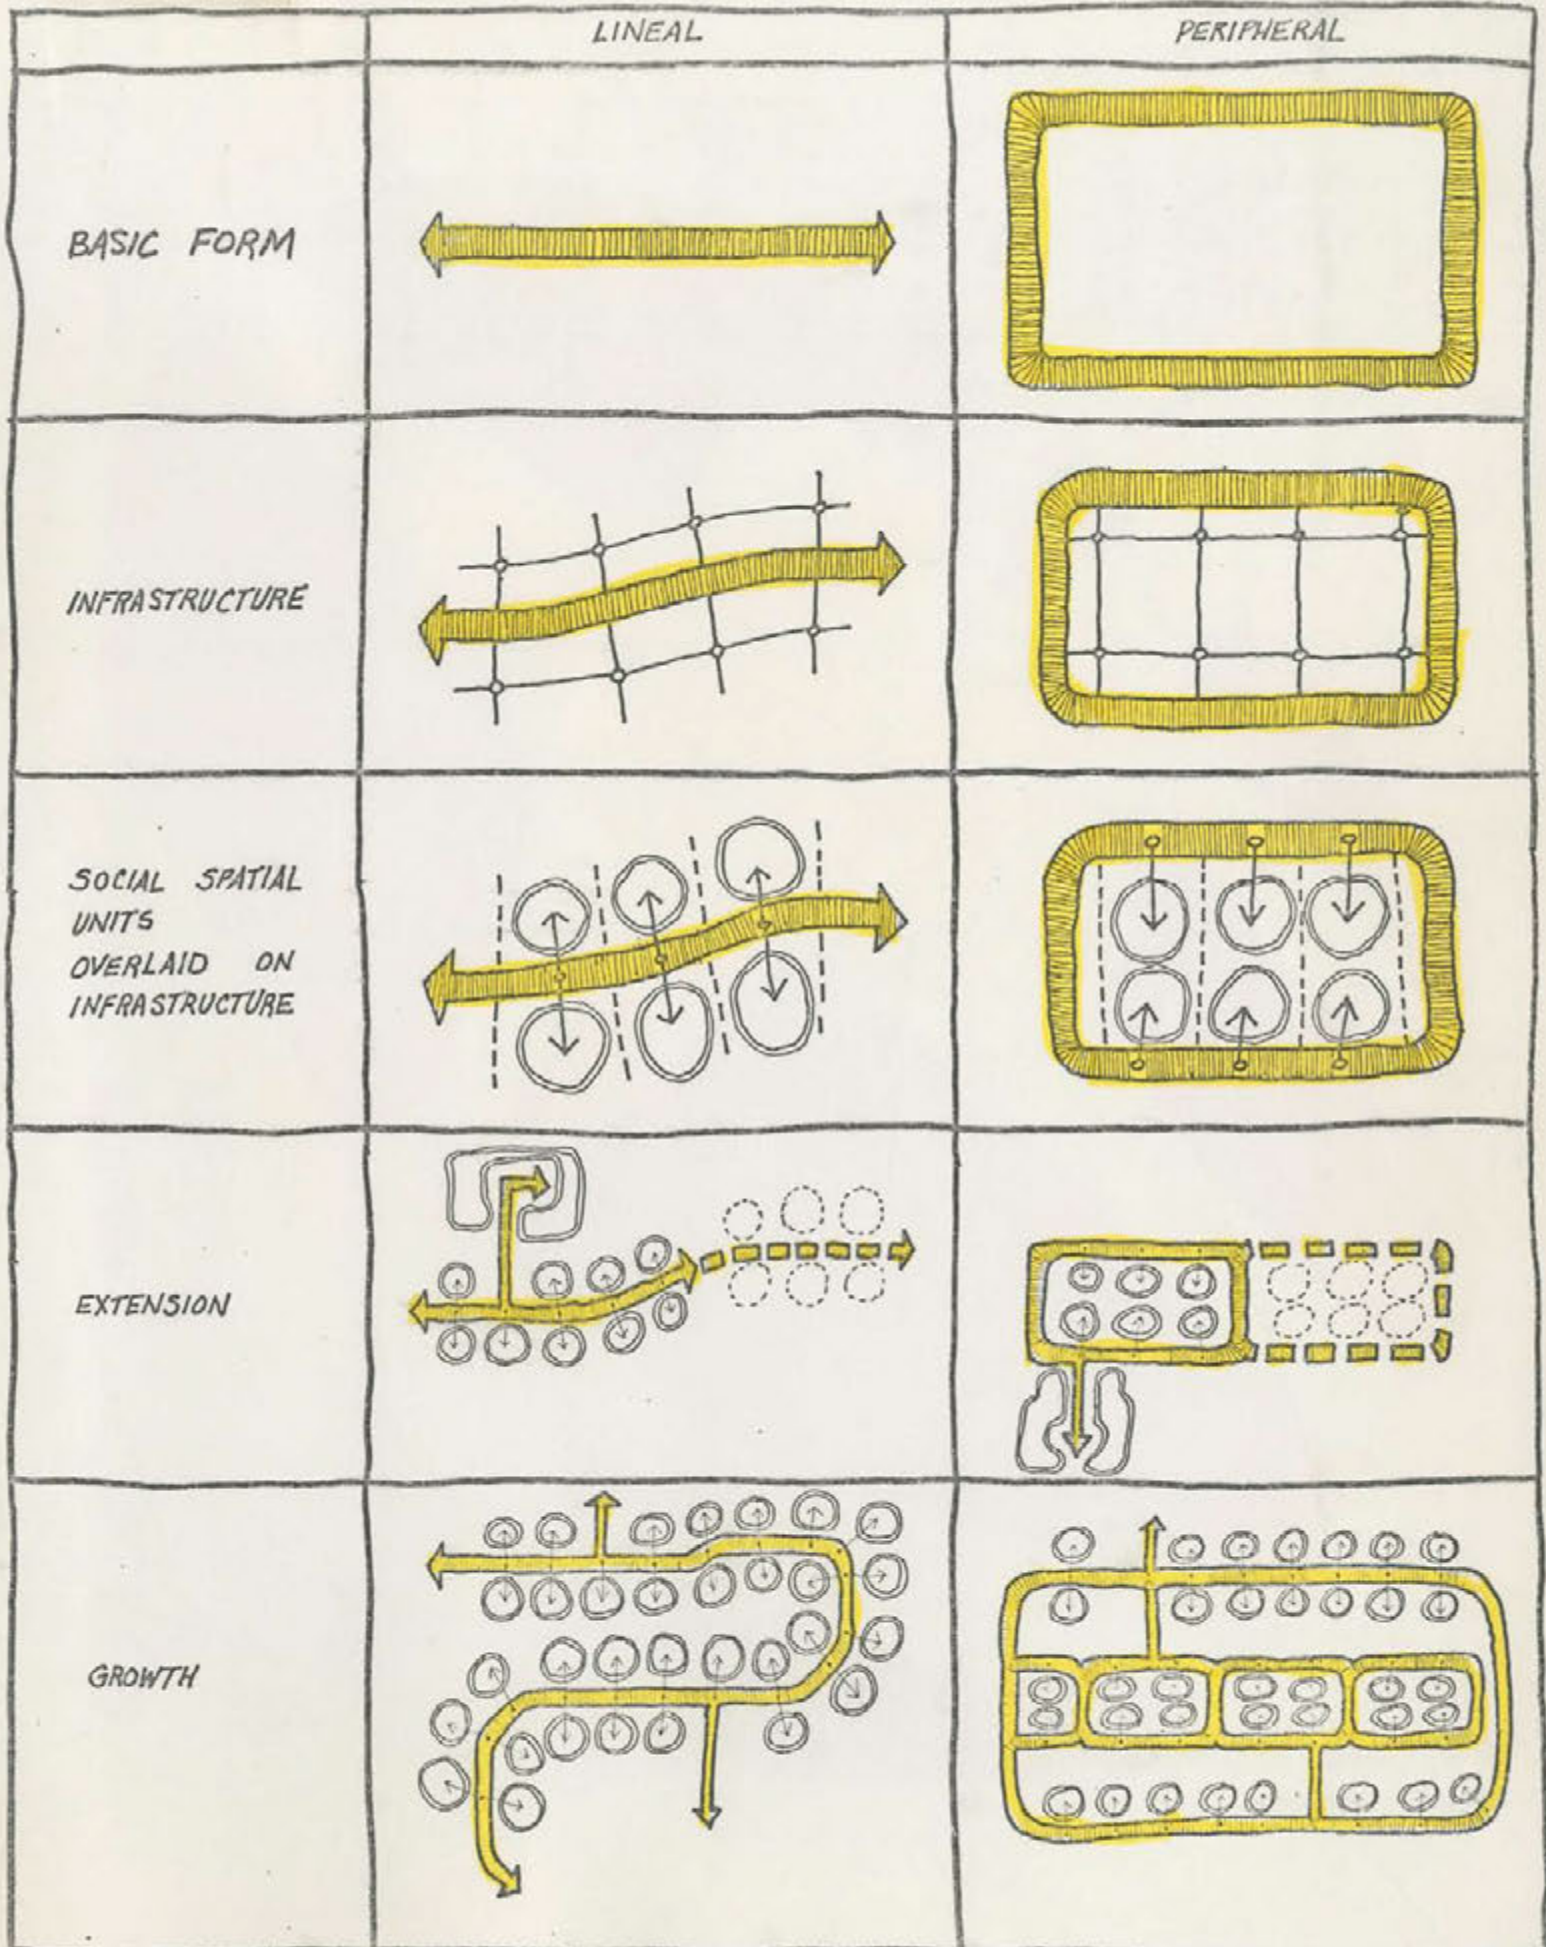 LINEAL
PERIPHERAL
BASIC FORM
INFRASTRUCTURE
SOCIAL SPATIAL
UNITS
OVERLAID ON
INFRASTRUCTURE
EXTENSION
GROWTH